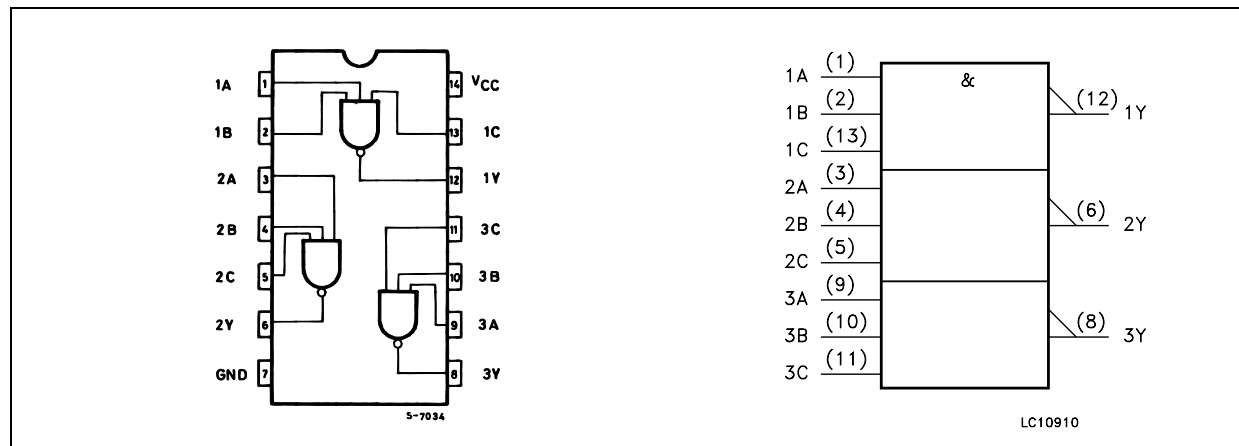 1A 1 14 VCC
1B 2 13 1C
2A 3 12 1Y
2B 4 11 3C
2C 5 10 3B
2Y 6 9 3A
GND 7 8 3Y
S-7034
&
1A (1)
1B (2)
1C (13)
2A (3)
2B (4)
2C (5)
3A (9)
3B (10)
3C (11)
(12) 1Y
(6) 2Y
(8) 3Y
LC10910